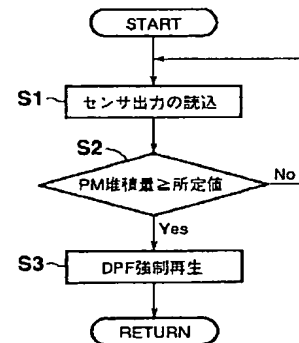 START
S1
センサ出力の読込
S2
PM堆積量≧所定値
No
Yes
S3
DPF強制再生
RETURN